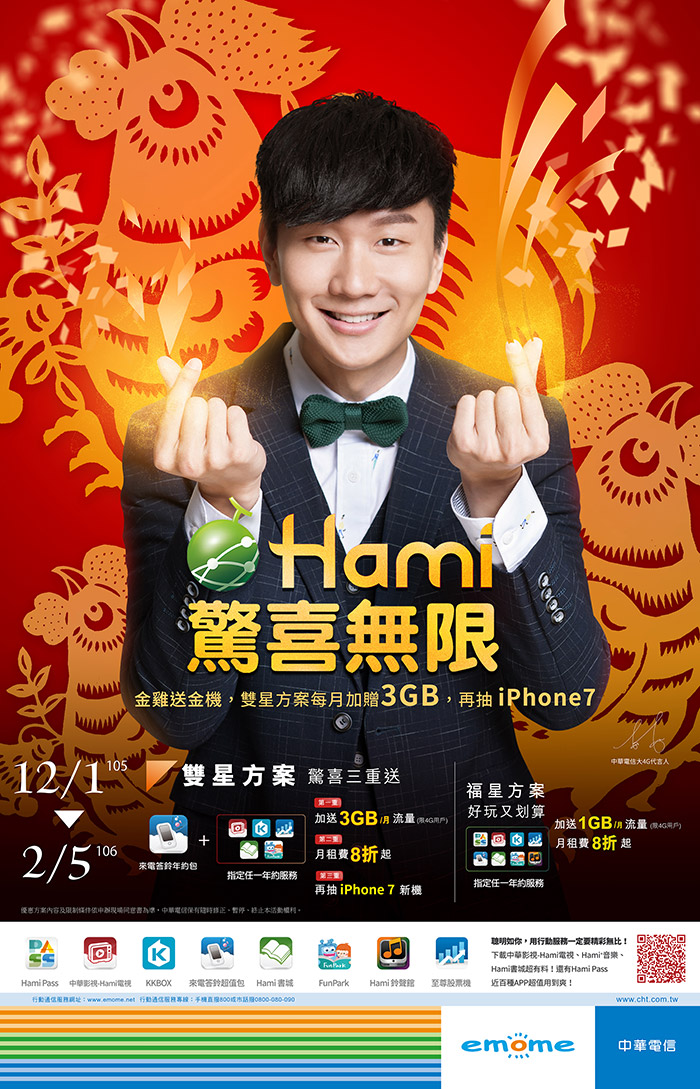 Hami
驚喜無限
金雞送金機，雙星方案每月加贈3GB，再抽 iPhone7
中華電信大4G代言人
12/1 105
2/5 106
雙星方案 驚喜三重送
來電答鈴年約包
+
指定任一年約服務
第一重
加送3GB/月 流量 (限4G用戶)
第二重
月租費8折起
第三重
再抽 iPhone 7 新機
福星方案
好玩又划算
指定任一年約服務
加送1GB/月 流量 (限4G用戶)
月租費8折 起
優惠方案內容及限制條件依申辦現場同意書為準，中華電信保有隨時修正、暫停、終止本活動權利。
PASS
Hami Pass
中華影視-Hami電視
KKBOX
來電答鈴超值包
Hami 書城
FunPark
FunPark
Hami 鈴聲館
至尊股票機
聰明如你，用行動服務一定要精彩無比！
下載中華影視-Hami電視、Hami+音樂、
Hami書城超有料！還有Hami Pass
近百種APP超值用到爽！
行動通信服務網址：www.emome.net 行動通信服務專線：手機直撥800或市話撥0800-080-090
www.cht.com.tw
emome
中華電信